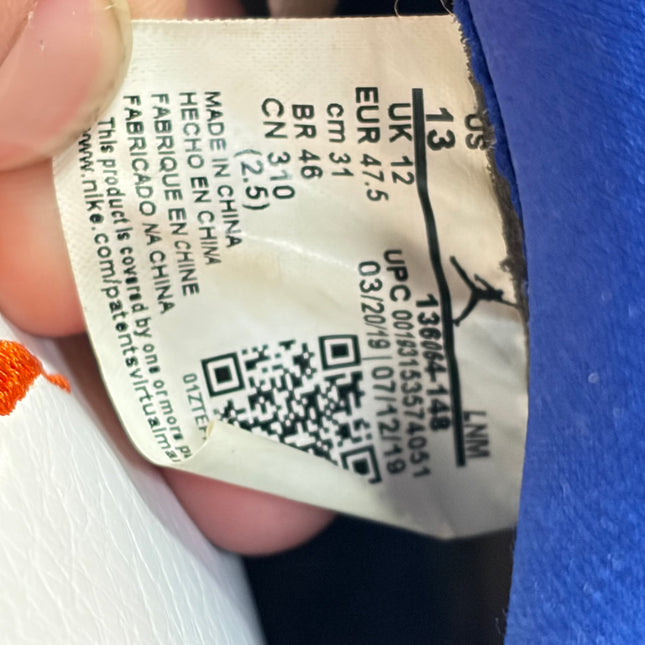 US
13
UK 12
EUR 47.5
cm 31
BR 46
CN 310
(2.5)
LNM
136064-148
UPC 00193153574051
03/20/19 | 07/12/19
MADE IN CHINA
HECHO EN CHINA
FABRIQUE EN CHINE
FABRICADO NA CHINA
This product is covered by one or more
www.nike.com/patentsvirtualma